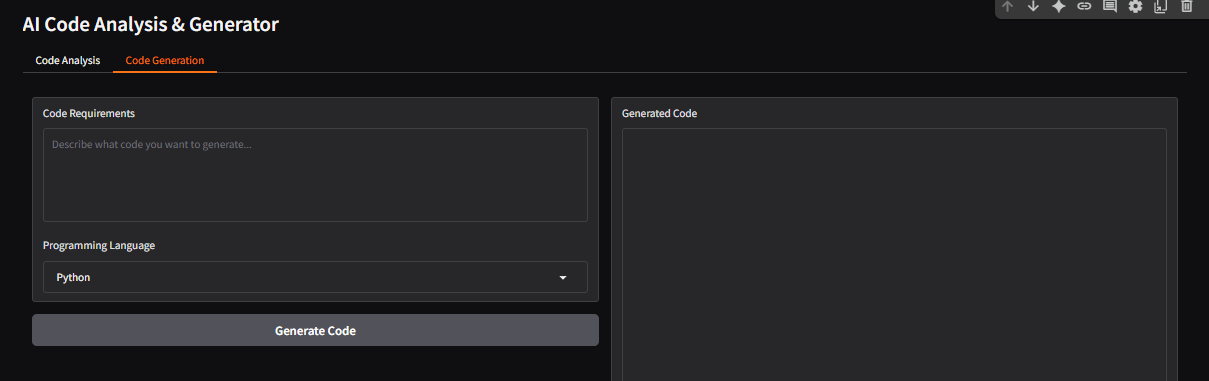 AI Code Analysis & Generator
Code Analysis
Code Generation
Code Requirements
Describe what code you want to generate...
Programming Language
Python
Generate Code
Generated Code